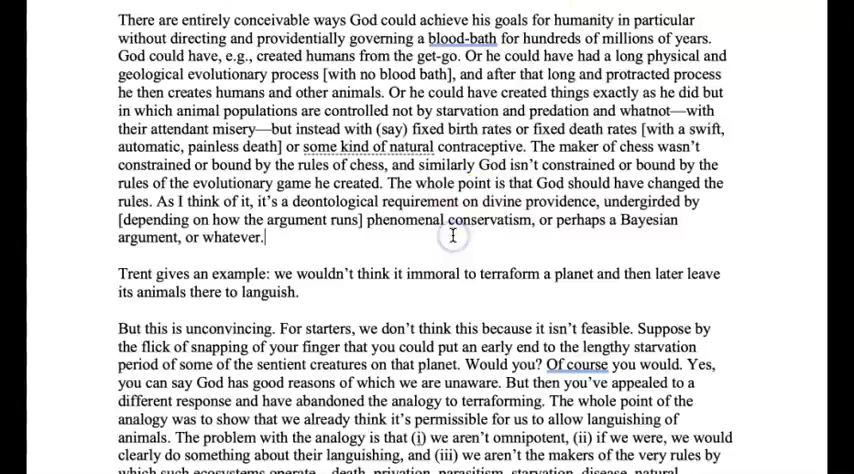 There are entirely conceivable ways God could achieve his goals for humanity in particular
without directing and providentially governing a blood-bath for hundreds of millions of years.
God could have, e.g., created humans from the get-go. Or he could have had a long physical and
geological evolutionary process [with no blood bath], and after that long and protracted process
he then creates humans and other animals. Or he could have created things exactly as he did but
in which animal populations are controlled not by starvation and predation and whatnot—with
their attendant misery—but instead with (say) fixed birth rates or fixed death rates [with a swift,
automatic, painless death] or some kind of natural contraceptive. The maker of chess wasn't
constrained or bound by the rules of chess, and similarly God isn't constrained or bound by the
rules of the evolutionary game he created. The whole point is that God should have changed the
rules. As I think of it, it's a deontological requirement on divine providence, undergirded by
[depending on how the argument runs] phenomenal conservatism, or perhaps a Bayesian
argument, or whatever.
Trent gives an example: we wouldn't think it immoral to terraform a planet and then later leave
its animals there to languish.
But this is unconvincing. For starters, we don't think this because it isn't feasible. Suppose by
the flick of snapping of your finger that you could put an early end to the lengthy starvation
period of some of the sentient creatures on that planet. Would you? Of course you would. Yes,
you can say God has good reasons of which we are unaware. But then you've appealed to a
different response and have abandoned the analogy to terraforming. The whole point of the
analogy was to show that we already think it's permissible for us to allow languishing of
animals. The problem with the analogy is that (i) we aren't omnipotent, (ii) if we were, we would
clearly do something about their languishing, and (iii) we aren't the makers of the very rules by
which such ecosystems operate—death, privation, parasitism, starvation, disease, natural